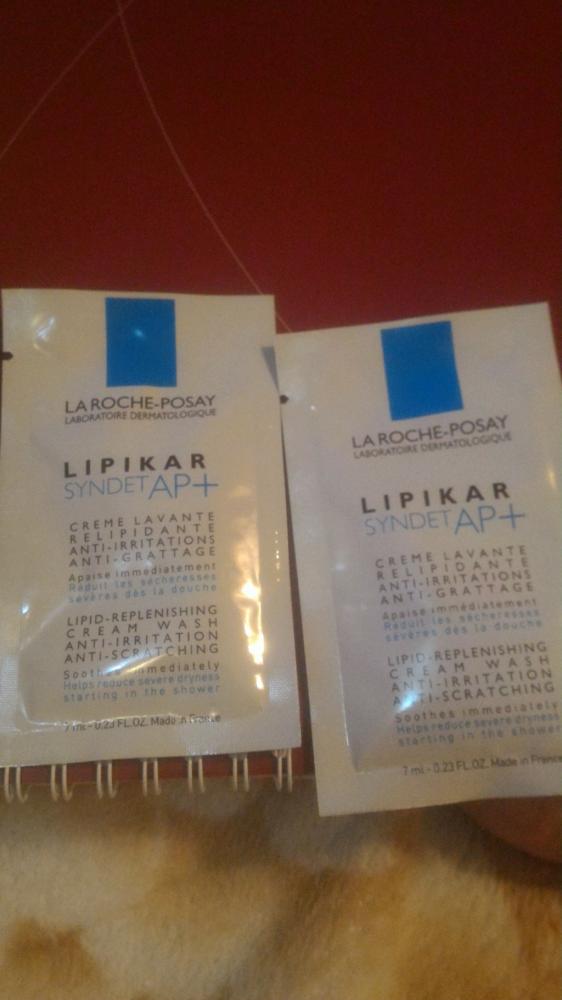 LA ROCHE-POSAY
LABORATOIRE DERMATOLOGIQUE
LIPIKAR
SYNDET AP+
CREME LAVANTE
RELIPIDANTE
ANTI-IRRITATIONS
ANTI-GRATTAGE
Apaise immédiatement
Réduit les sécheresses
sévères dès la douche
LIPID-REPLENISHING
CREAM WASH
ANTI-IRRITATION
ANTI-SCRATCHING
Soothes immediately
Helps reduce severe dryness
starting in the shower
7 mL - 0.23 FL.OZ. Made in France
LA ROCHE-POSAY
LABORATOIRE DERMATOLOGIQUE
LIPIKAR
SYNDET AP+
CREME LAVANTE
RELIPIDANTE
ANTI-IRRITATIONS
ANTI-GRATTAGE
Apaise immédiatement
Réduit les sécheresses
sévères dès la douche
LIPID-REPLENISHING
CREAM WASH
ANTI-IRRITATION
ANTI-SCRATCHING
Soothes immediately
Helps reduce severe dryness
starting in the shower
7 mL - 0.23 FL.OZ. Made in France